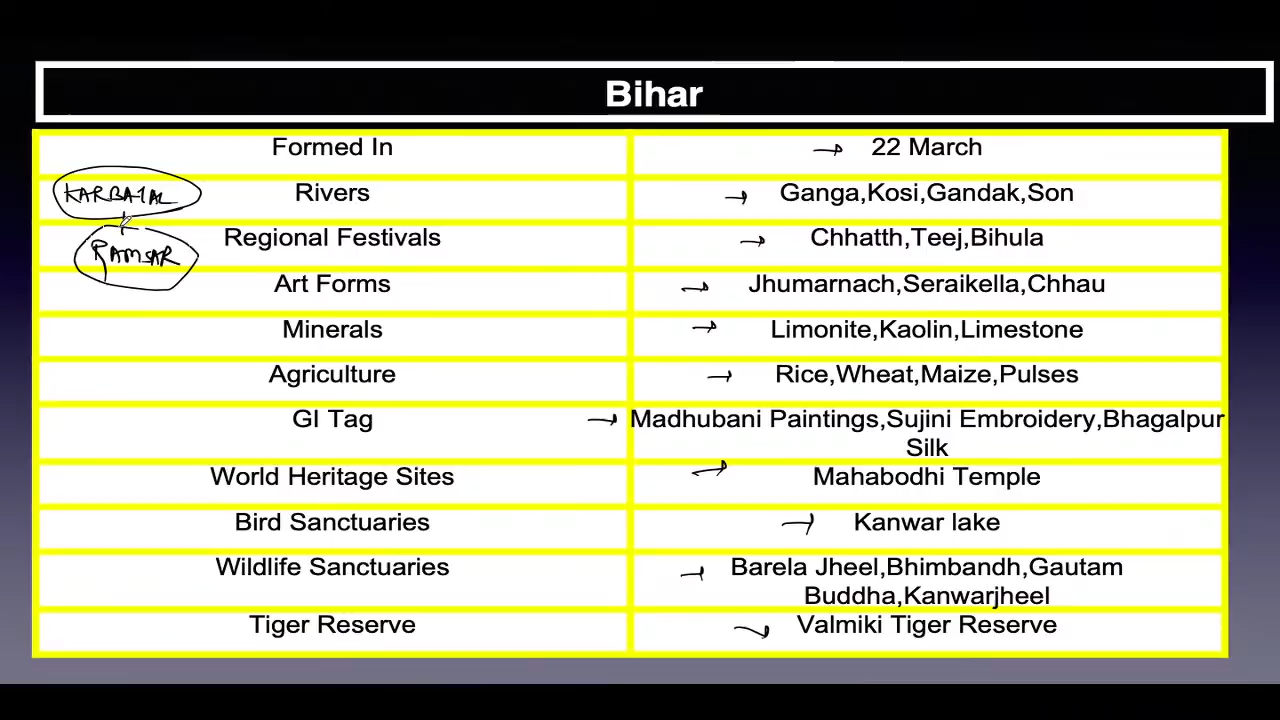 Bihar
Formed In 22 March
KARBATAL Rivers Ganga,Kosi,Gandak,Son
RAMSAR Regional Festivals Chhatth,Teej,Bihula
Art Forms Jhumarnach,Seraikella,Chhau
Minerals Limonite,Kaolin,Limestone
Agriculture Rice,Wheat,Maize,Pulses
GI Tag Madhubani Paintings,Sujini Embroidery,Bhagalpur
Silk
World Heritage Sites Mahabodhi Temple
Bird Sanctuaries Kanwar lake
Wildlife Sanctuaries Barela Jheel,Bhimbandh,Gautam
Buddha,Kanwarjheel
Tiger Reserve Valmiki Tiger Reserve